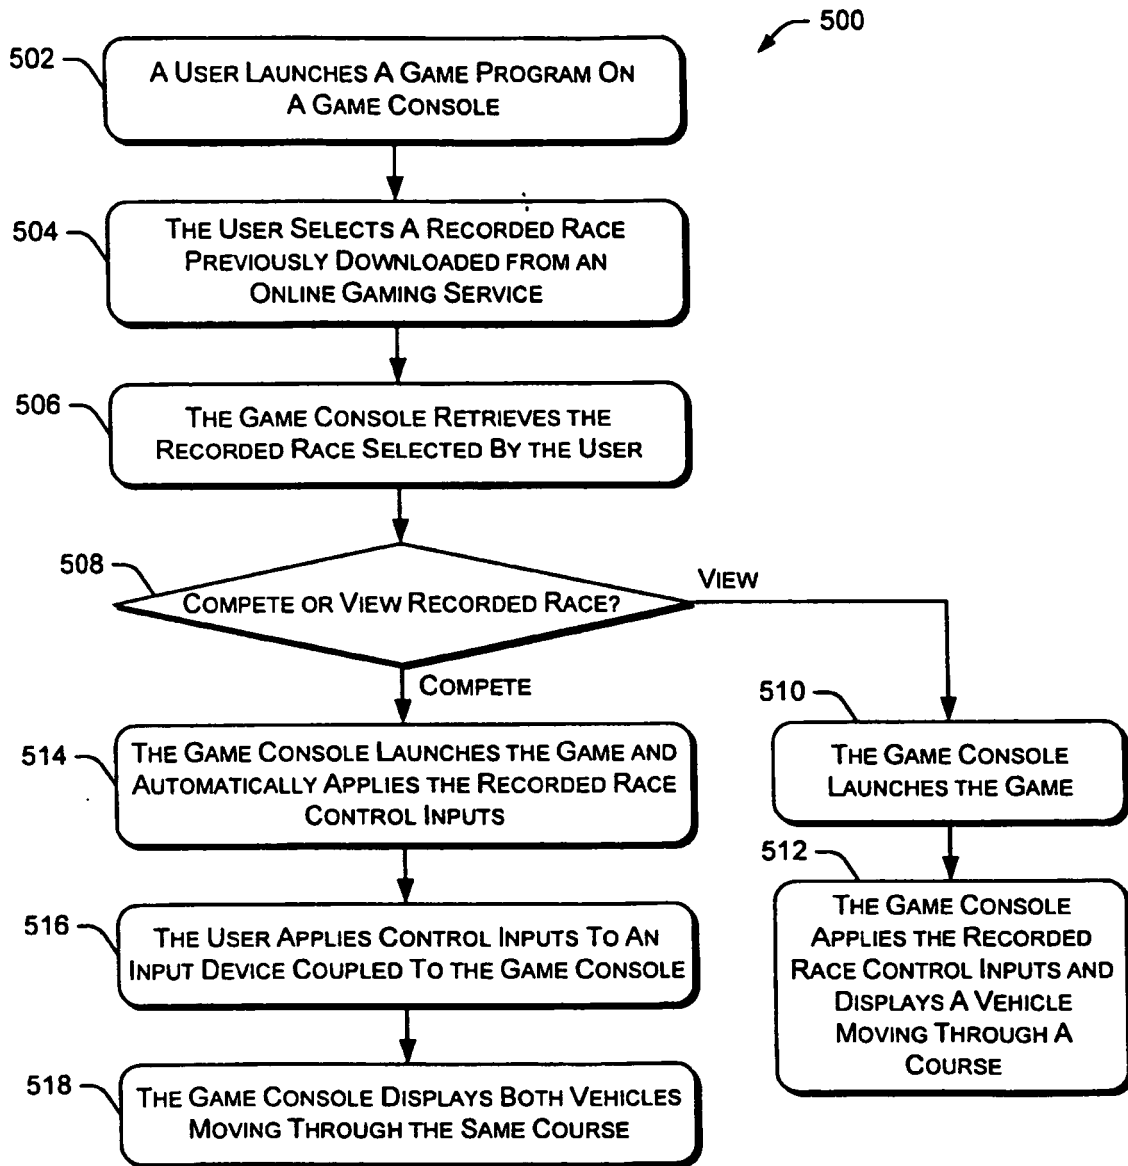 500
502
A USER LAUNCHES A GAME PROGRAM ON
A GAME CONSOLE
504
THE USER SELECTS A RECORDED RACE
PREVIOUSLY DOWNLOADED FROM AN
ONLINE GAMING SERVICE
506
THE GAME CONSOLE RETRIEVES THE
RECORDED RACE SELECTED BY THE USER
508
COMPETE OR VIEW RECORDED RACE?
VIEW
COMPETE
510
THE GAME CONSOLE
LAUNCHES THE GAME
512
THE GAME CONSOLE
APPLIES THE RECORDED
RACE CONTROL INPUTS AND
DISPLAYS A VEHICLE
MOVING THROUGH A
COURSE
514
THE GAME CONSOLE LAUNCHES THE GAME AND
AUTOMATICALLY APPLIES THE RECORDED RACE
CONTROL INPUTS
516
THE USER APPLIES CONTROL INPUTS TO AN
INPUT DEVICE COUPLED TO THE GAME CONSOLE
518
THE GAME CONSOLE DISPLAYS BOTH VEHICLES
MOVING THROUGH THE SAME COURSE